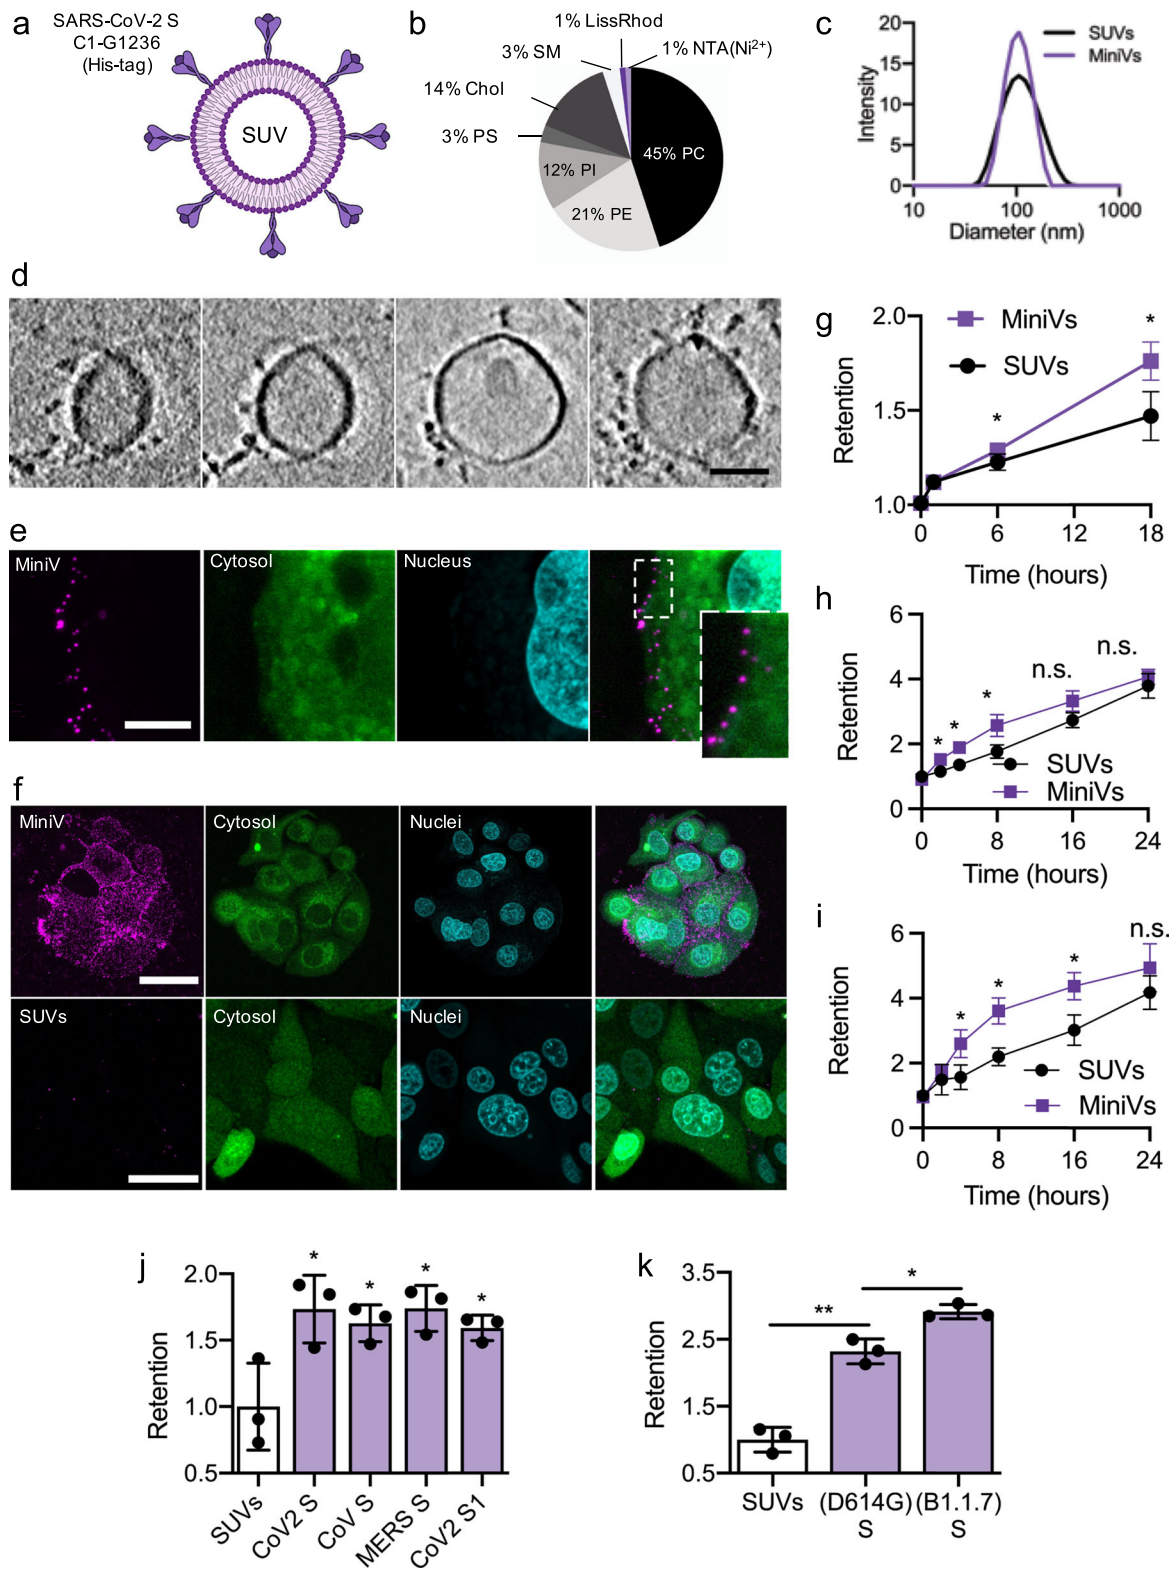 a
SARS-CoV-2 S
C1-G1236
(His-tag)
SUV
b
1% LissRhod
3% SM
1% NTA(Ni²⁺)
14% Chol
3% PS
12% PI
45% PC
21% PE
c
20
15
10
5
0
Intensity
SUVs
MiniVs
10
100
1000
Diameter (nm)
d
e
MiniV
Cytosol
Nucleus
f
MiniV
Cytosol
Nuclei
SUVs
Cytosol
Nuclei
g
2.0
1.5
1.0
Retention
MiniVs
SUVs
*
*
0
6
12
18
Time (hours)
h
6
4
2
0
Retention
*
*
*
n.s.
n.s.
SUVs
MiniVs
0
8
16
24
Time (hours)
i
6
4
2
0
Retention
*
*
*
n.s.
SUVs
MiniVs
0
8
16
24
Time (hours)
j
2.0
1.5
1.0
0.5
Retention
*
*
*
*
SUVs
CoV2 S
CoV S
MERS S
CoV2 S1
k
3.5
2.5
1.5
0.5
Retention
**
*
SUVs
(D614G)
S
(B1.1.7)
S